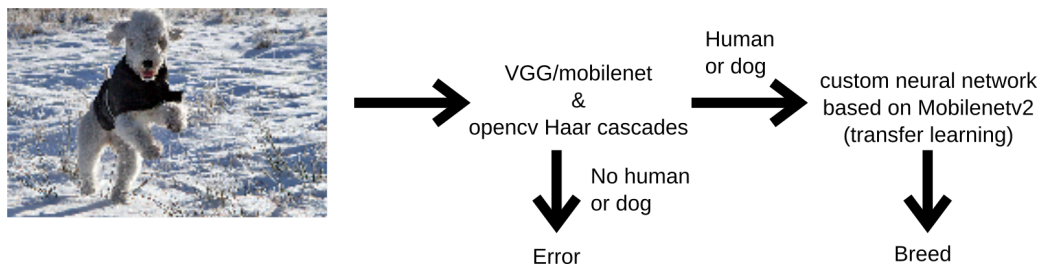 Human
or dog
VGG/mobilenet
&
opencv Haar cascades
custom neural network
based on Mobilenetv2
(transfer learning)
No human
or dog
Error
Breed